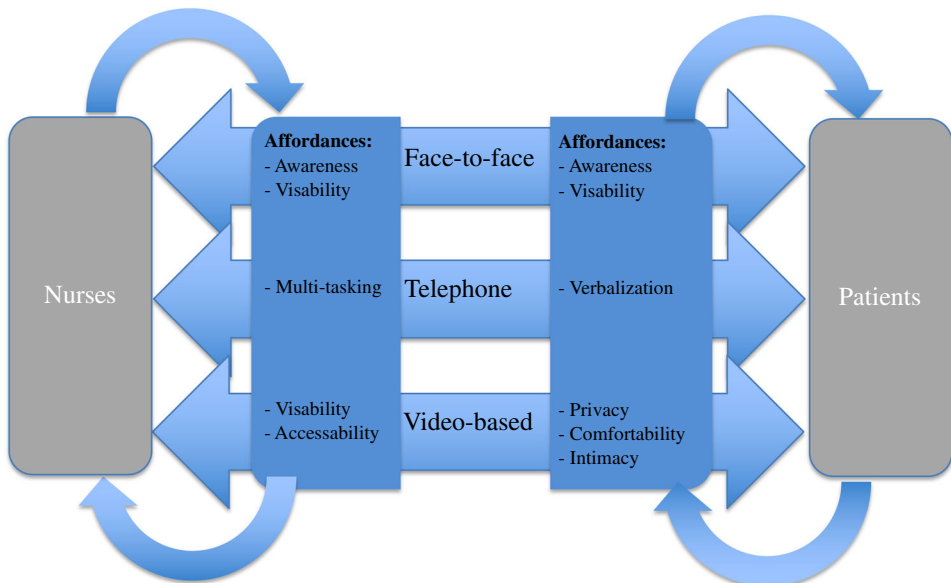 Nurses
Affordances:
- Awareness
- Visability
- Multi-tasking
- Visability
- Accessability
Face-to-face
Telephone
Video-based
Affordances:
- Awareness
- Visability
- Verbalization
- Privacy
- Comfortability
- Intimacy
Patients